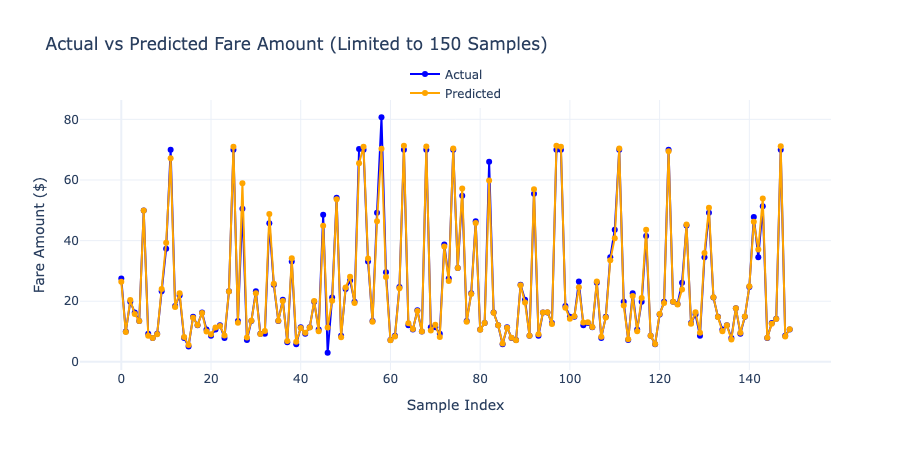 Actual vs Predicted Fare Amount (Limited to 150 Samples)
Actual
Predicted
80
60
40
20
0
Fare Amount ($)
0 20 40 60 80 100 120 140
Sample Index